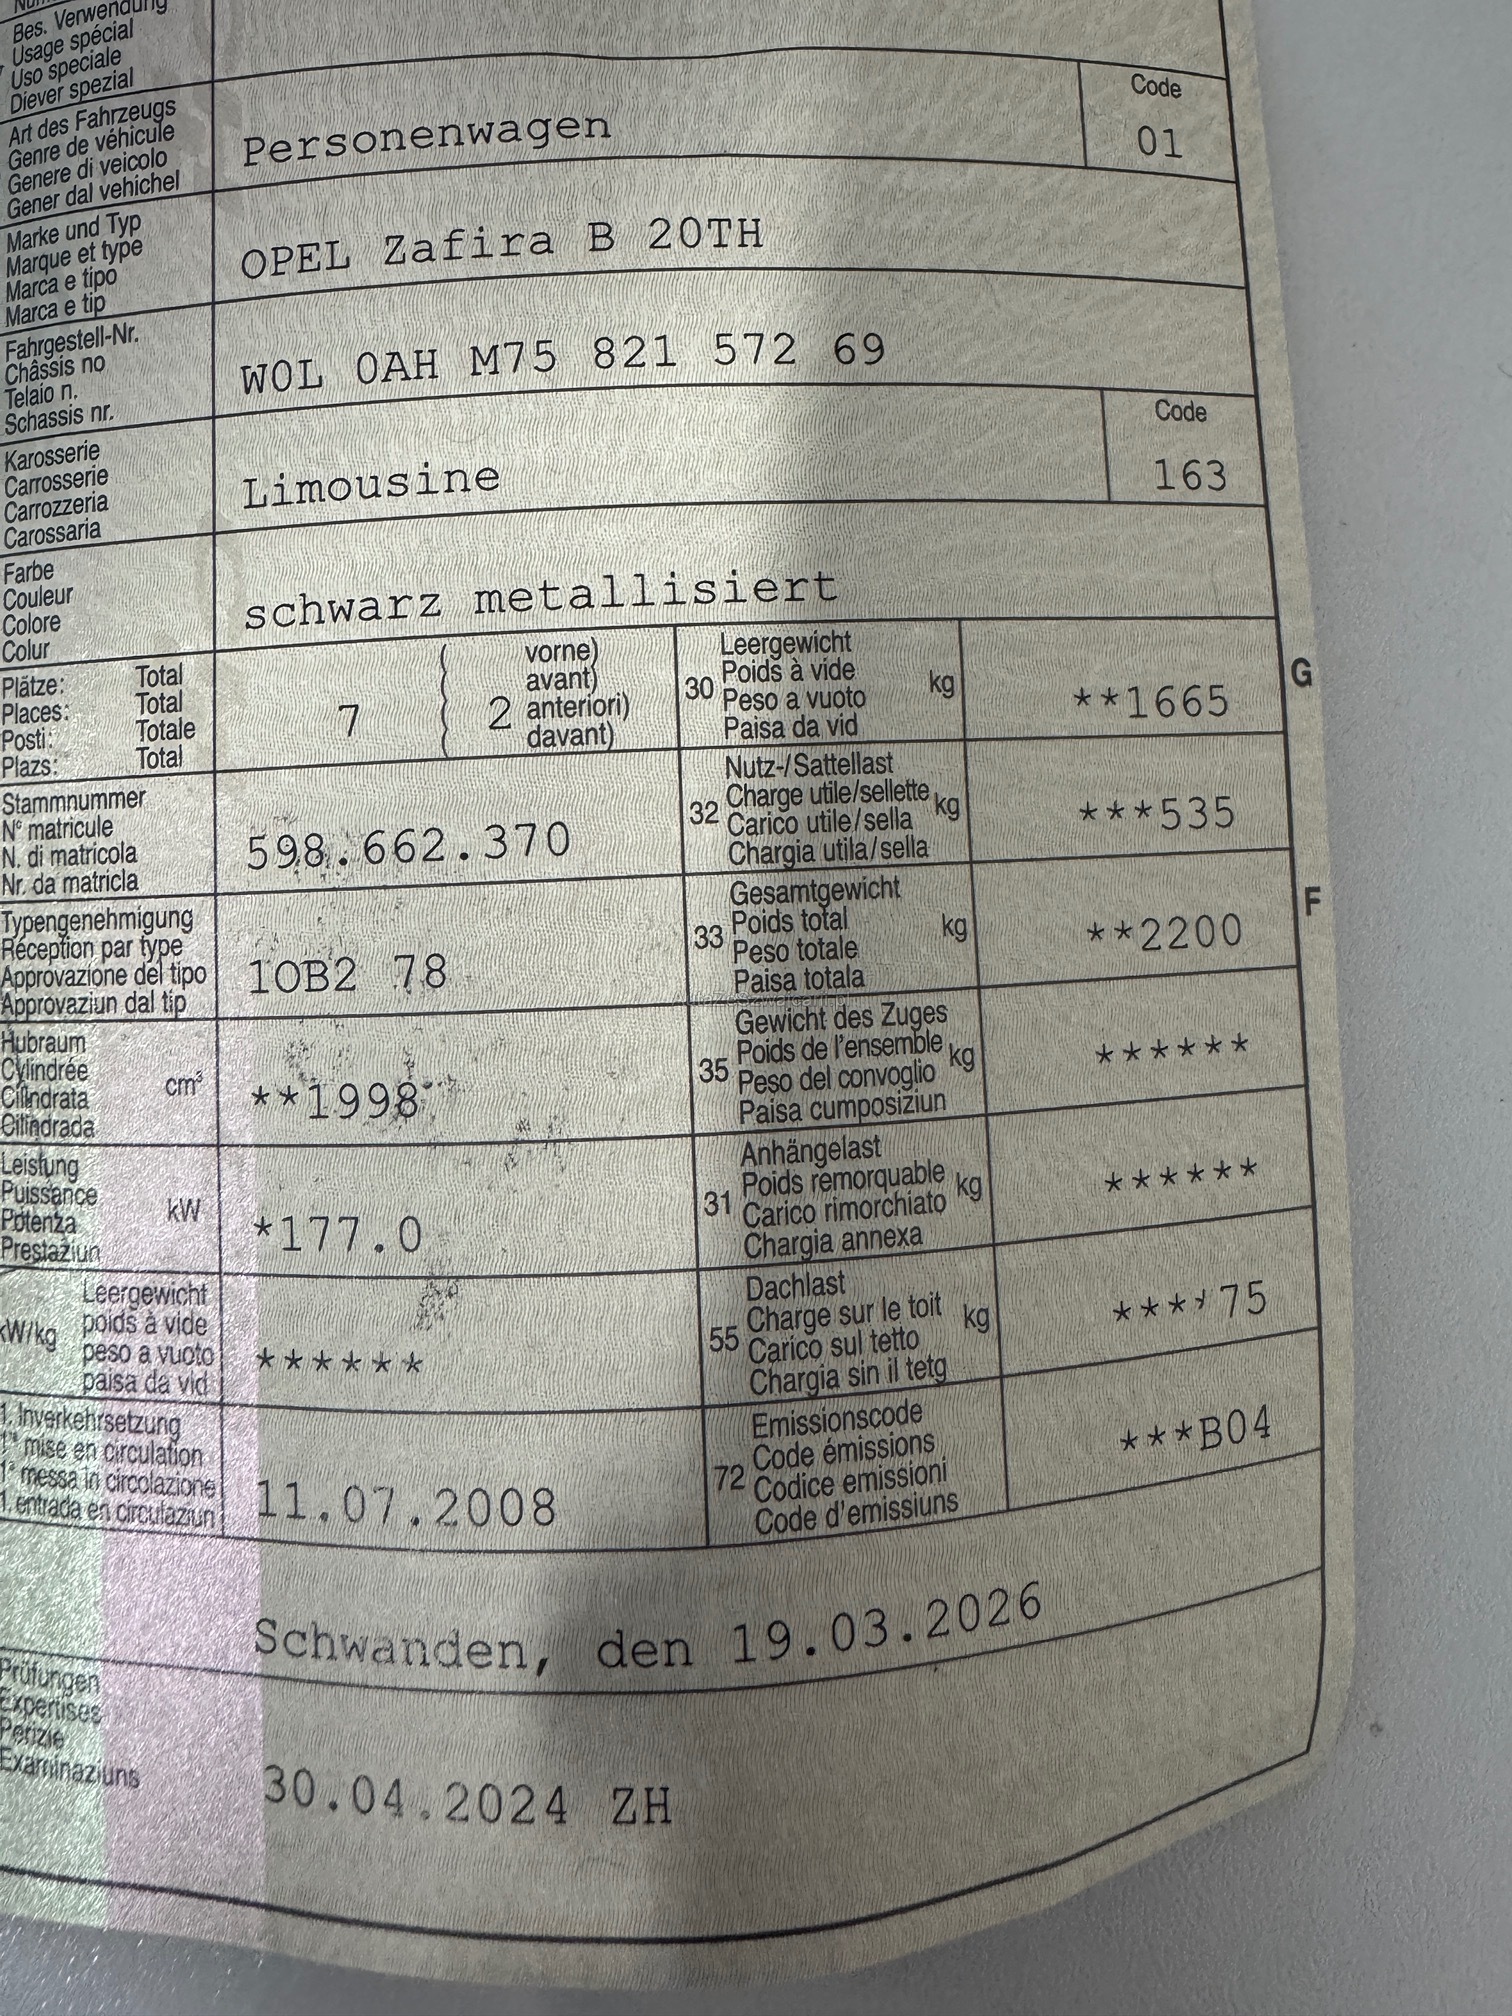 Bes. Verwendung
Usage spécial
Uso speciale
Diever spezial
Art des Fahrzeugs
Genre de véhicule
Genere di veicolo
Gener dal vehichel
Personenwagen
Code
01
Marke und Typ
Marque et type
Marca e tipo
Marca e tip
OPEL Zafira B 20TH
Fahrgestell-Nr.
Châssis no
Telaio n.
Schassis nr.
W0L 0AH M75 821 572 69
Karosserie
Carrosserie
Carrozzeria
Carossaria
Limousine
Code
163
Farbe
Couleur
Colore
Colur
schwarz metallisiert
Plätze: Total
Places: Total
Posti: Totale
Plazs: Total
7
2
vorne)
avant)
anteriori)
davant)
30
Leergewicht
Poids à vide
Peso a vuoto
Paisa da vid
kg
**1665
G
Stammnummer
N° matricule
N. di matricola
Nr. da matricla
598.662.370
32
Nutz-/Sattellast
Charge utile/sellette
Carico utile/sella
Chargia utila/sella
kg
***535
Typengenehmigung
Réception par type
Approvazione del tipo
Approvaziun dal tip
1OB2 78
33
Gesamtgewicht
Poids total
Peso totale
Paisa totala
kg
**2200
F
Hubraum
Cylindrée
Cilindrata
Cilindrada
cm³
**1998
35
Gewicht des Zuges
Poids de l'ensemble
Peso del convoglio
Paisa cumposiziun
kg
******
Leistung
Puissance
Potenza
Prestaziun
kW
*177.0
31
Anhängelast
Poids remorquable
Carico rimorchiato
Chargia annexa
kg
******
kW/kg
Leergewicht
poids à vide
peso a vuoto
paisa da vid
******
55
Dachlast
Charge sur le toit
Carico sul tetto
Chargia sin il tetg
kg
****75
1. Inverkehrsetzung
1re mise en circulation
1a messa in circolazione
1. entrada en circulaziun
11.07.2008
72
Emissionscode
Code émissions
Codice emissioni
Code d'emissiuns
***B04
Schwanden, den 19.03.2026
Prüfungen
Expertises
Perizie
Examinaziuns
30.04.2024 ZH